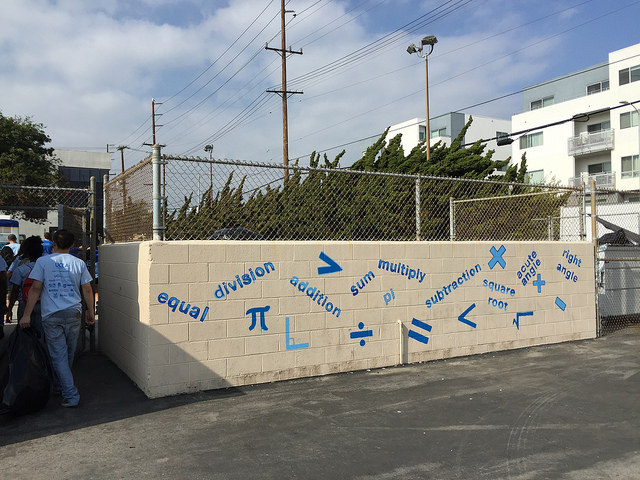 equal
division
addition
>
sum
multiply
pi
subtraction
×
acute
angle
right
angle
π
÷
=
<
square
root
√
+